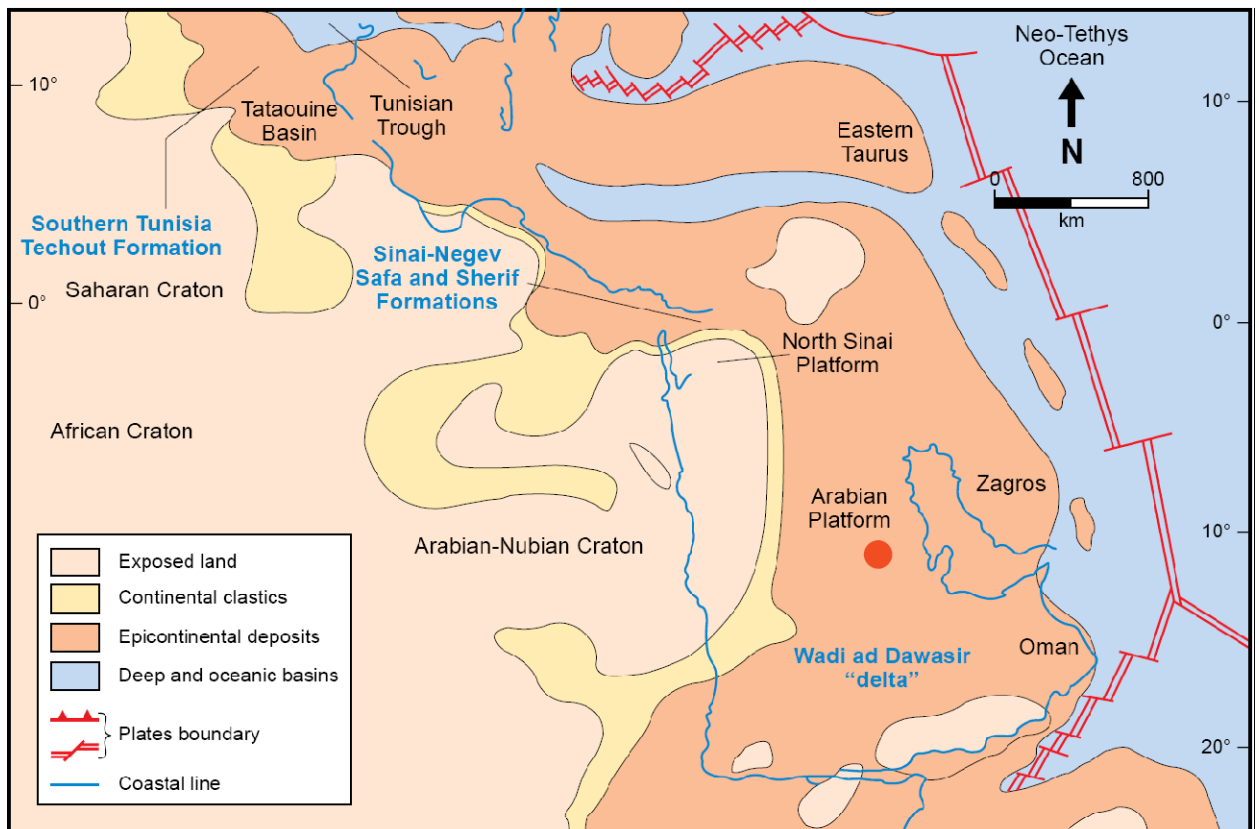 Neo-Tethys
Ocean
N
0
800
km
10°
10°
Tataouine
Basin
Tunisian
Trough
Eastern
Taurus
Southern Tunisia
Techout Formation
Sinai-Negev
Safa and Sherif
Formations
Saharan Craton
0°
0°
North Sinai
Platform
African Craton
Arabian
Platform
Zagros
Arabian-Nubian Craton
10°
Wadi ad Dawasir
“delta”
Oman
20°
Exposed land
Continental clastics
Epicontinental deposits
Deep and oceanic basins
Plates boundary
Coastal line